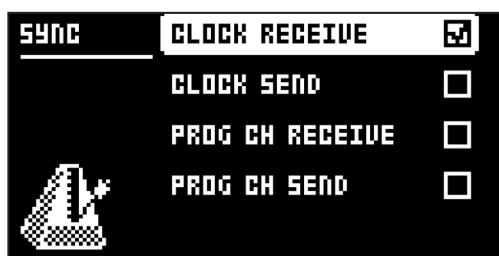 SYNC
CLOCK RECEIVE
CLOCK SEND
PROG CH RECEIVE
PROG CH SEND